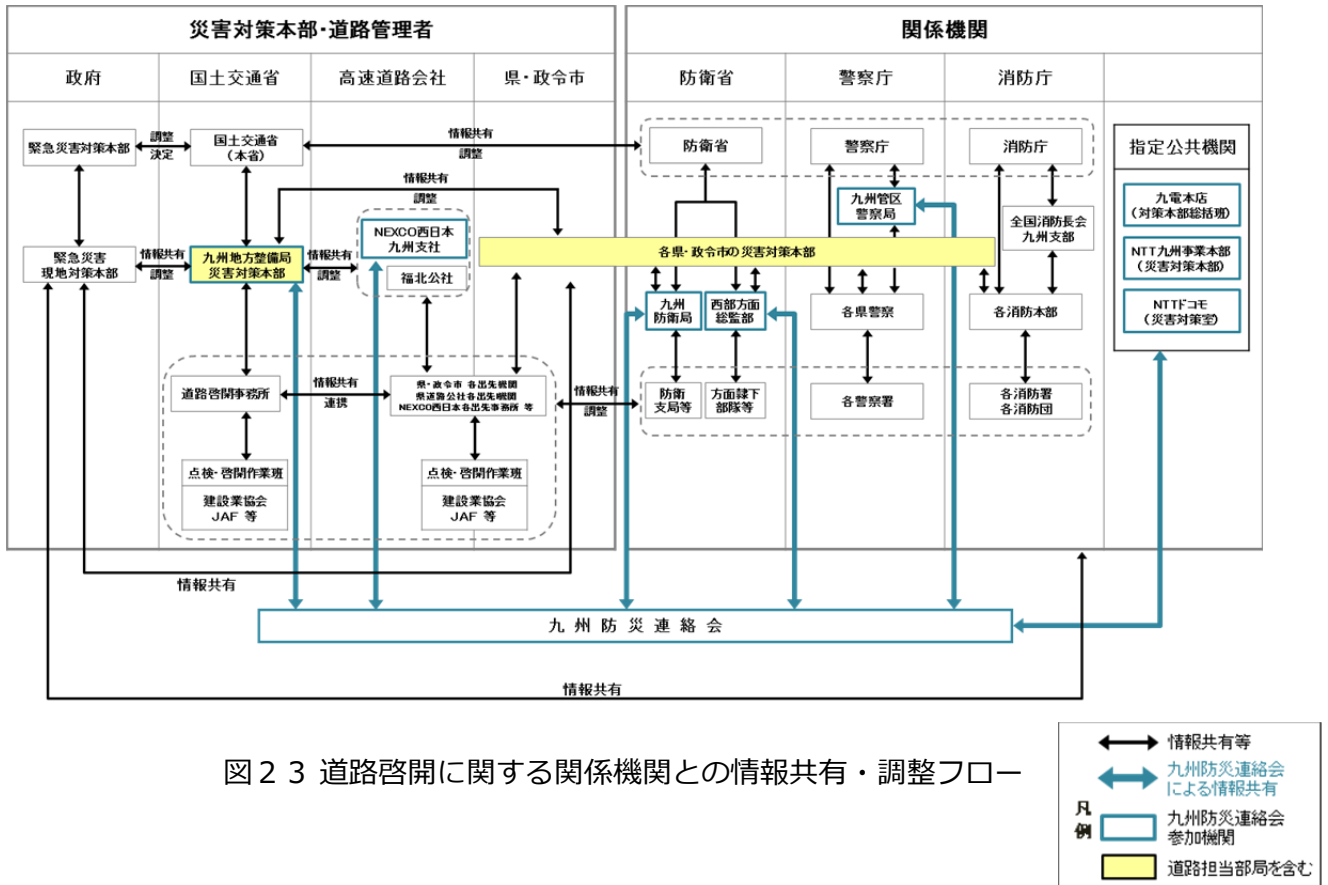 災害対策本部・道路管理者
関係機関
政府
国土交通省
高速道路会社
県・政令市
防衛省
警察庁
消防庁
緊急災害対策本部
調整
決定
国土交通省
(本省)
情報共有
調整
防衛省
警察庁
消防庁
指定公共機関
情報共有
調整
九州管区
警察局
九電本店
(対策本部総括班)
NEXCO西日本
九州支社
全国消防長会
九州支部
緊急災害
現地対策本部
情報共有
調整
九州地方整備局
災害対策本部
情報共有
調整
福北公社
各県・政令市の災害対策本部
NTT九州事業本部
(災害対策本部)
九州
防衛局
西部方面
総監部
各県警察
各消防本部
NTTドコモ
(災害対策室)
道路啓開事務所
情報共有
連携
県・政令市 各出先機関
県道路公社各出先機関
NEXCO西日本各出先事務所 等
情報共有
調整
防衛
支局等
方面隷下
部隊等
各警察署
各消防署
各消防団
点検・啓開作業班
建設業協会
JAF 等
点検・啓開作業班
建設業協会
JAF 等
情報共有
九州防災連絡会
情報共有
図23 道路啓開に関する関係機関との情報共有・調整フロー
凡例
情報共有等
九州防災連絡会
による情報共有
九州防災連絡会
参加機関
道路担当部局を含む